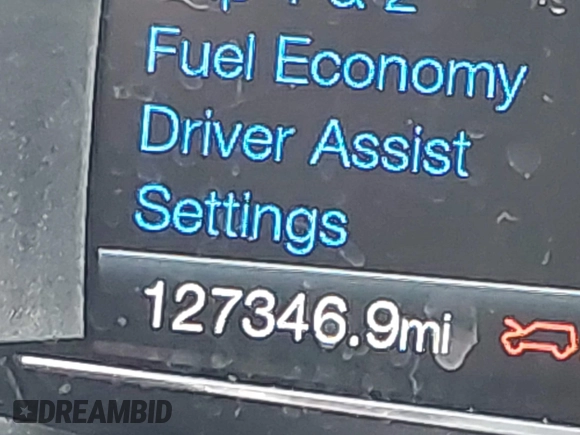 Fuel Economy
Driver Assist
Settings
127346.9mi
DREAMBID